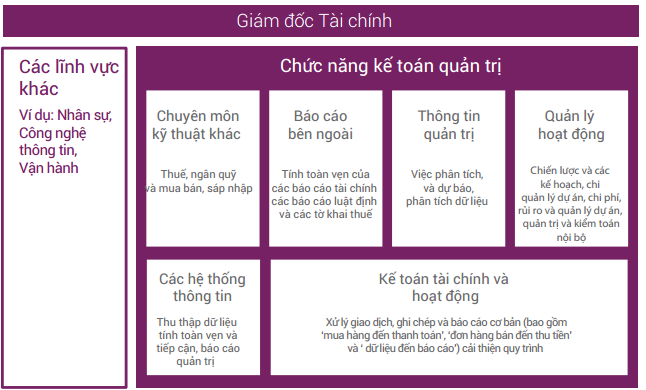 Giám đốc Tài chính
Các lĩnh vực
khác
Ví dụ: Nhân sự,
Công nghệ
thông tin,
Vận hành
Chức năng kế toán quản trị
Chuyên môn
kỹ thuật khác
Thuế, ngân quỹ
và mua bán, sáp nhập
Báo cáo
bên ngoài
Tính toàn vẹn của
các báo cáo tài chính
các báo cáo luật định
và các tờ khai thuế
Thông tin
quản trị
Việc phân tích,
và dự báo,
phân tích dữ liệu
Quản lý
hoạt động
Chiến lược và các
kế hoạch, chi
quản lý dự án, chi phí,
rủi ro và quản lý dự án,
quản trị và kiểm toán
nội bộ
Các hệ thống
thông tin
Thu thập dữ liệu
tính toàn vẹn và
tiếp cận, báo cáo
quản trị
Kế toán tài chính và
hoạt động
Xử lý giao dịch, ghi chép và báo cáo cơ bản (bao gồm
‘mua hàng đến thanh toán’, ‘đơn hàng bán đến thu tiền’
và ‘ dữ liệu đến báo cáo’) cải thiện quy trình